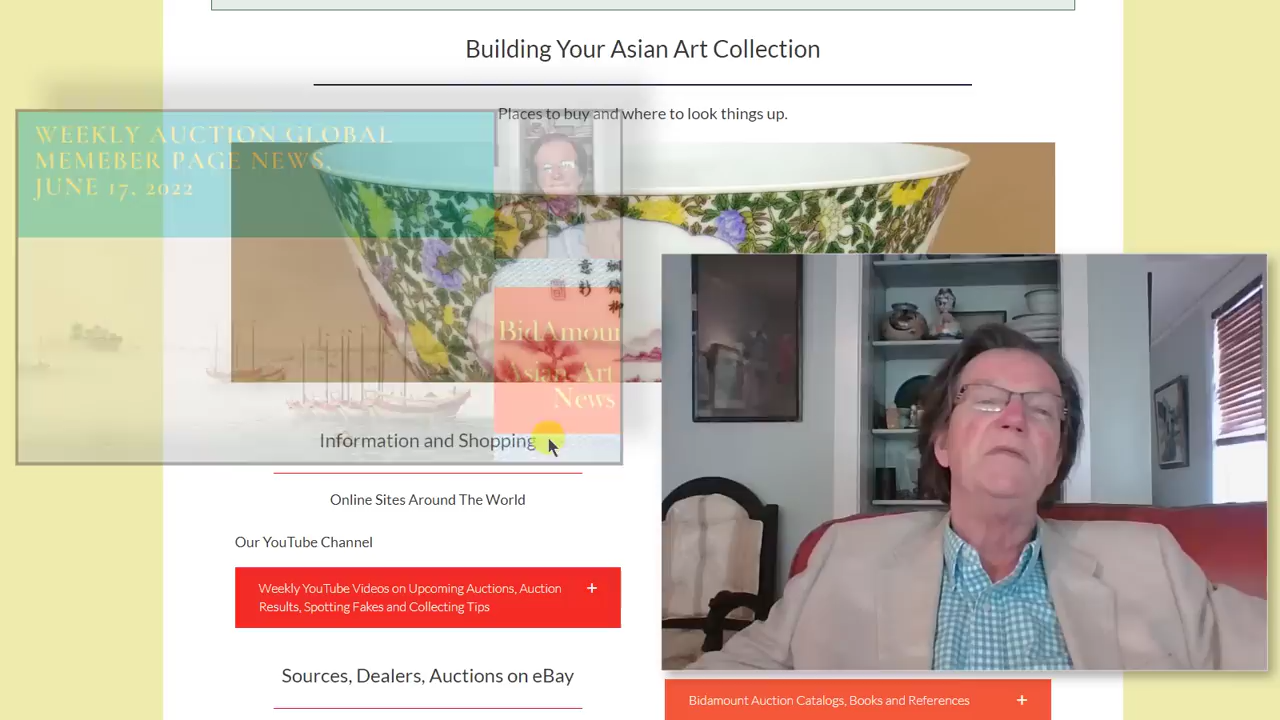 Building Your Asian Art Collection
Places to buy and where to look things up.
WEEKLY AUCTION GLOBAL
MEMEBER PAGE NEWS,
JUNE 17, 2022
BidAmour
Asian Art
News
Information and Shopping
Online Sites Around The World
Our YouTube Channel
Weekly YouTube Videos on Upcoming Auctions, Auction
Results, Spotting Fakes and Collecting Tips
+
Sources, Dealers, Auctions on eBay
Bidamount Auction Catalogs, Books and References
+